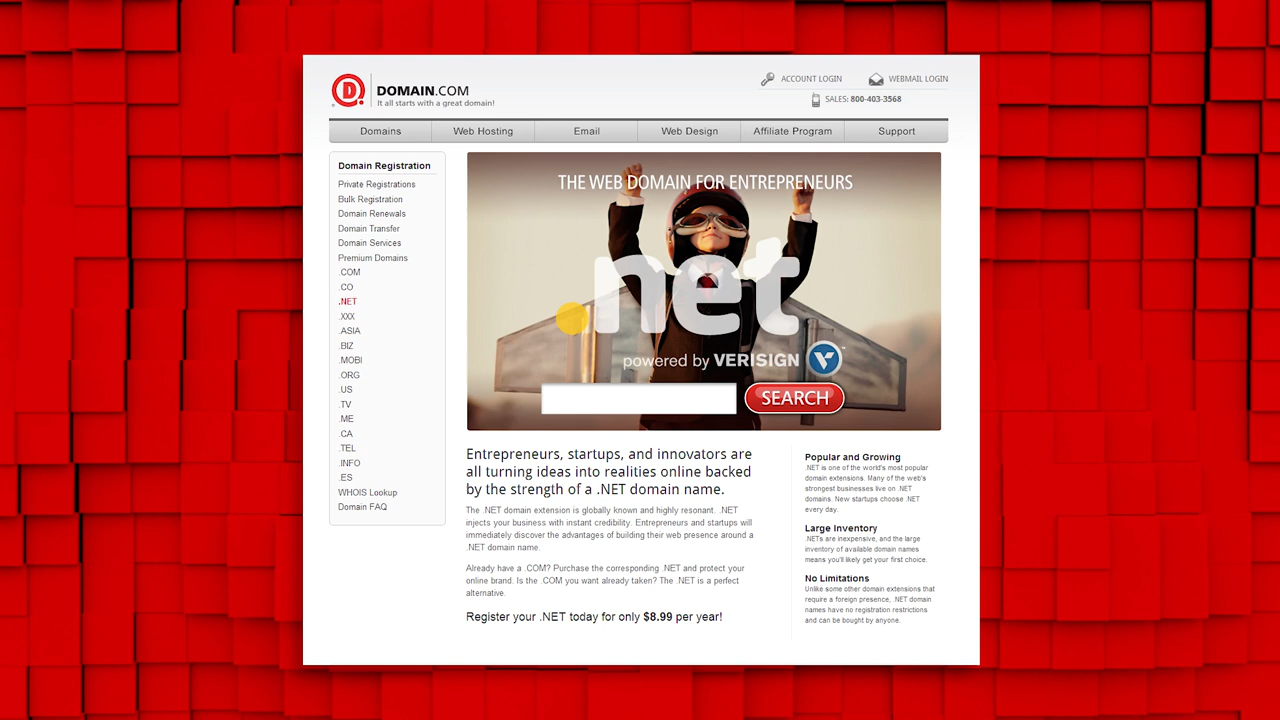 DOMAIN.COM
It all starts with a great domain!
ACCOUNT LOGIN
WEBMAIL LOGIN
SALES: 800-403-3568
Domains
Web Hosting
Email
Web Design
Affiliate Program
Support
Domain Registration
Private Registrations
Bulk Registration
Domain Renewals
Domain Transfer
Domain Services
Premium Domains
.COM
.CO
.NET
.XXX
.ASIA
.BIZ
.MOBI
.ORG
.US
.TV
.ME
.CA
.TEL
.INFO
.ES
WHOIS Lookup
Domain FAQ
THE WEB DOMAIN FOR ENTREPRENEURS
.net
powered by VERISIGN
SEARCH
Entrepreneurs, startups, and innovators are
all turning ideas into realities online backed
by the strength of a .NET domain name.
The .NET domain extension is globally known and highly resonant. .NET
injects your business with instant credibility. Entrepreneurs and startups will
immediately discover the advantages of building their web presence around a
.NET domain name.
Already have a .COM? Purchase the corresponding .NET and protect your
online brand. Is the .COM you want already taken? The .NET is a perfect
alternative.
Register your .NET today for only $8.99 per year!
Popular and Growing
.NET is one of the world's most popular
domain extensions. Many of the web's
strongest businesses live on .NET
domains. New startups choose .NET
every day.
Large Inventory
.NETs are inexpensive, and the large
inventory of available domain names
means you'll likely get your first choice.
No Limitations
Unlike some other domain extensions that
require a foreign presence, .NET domain
names have no registration restrictions
and can be bought by anyone.